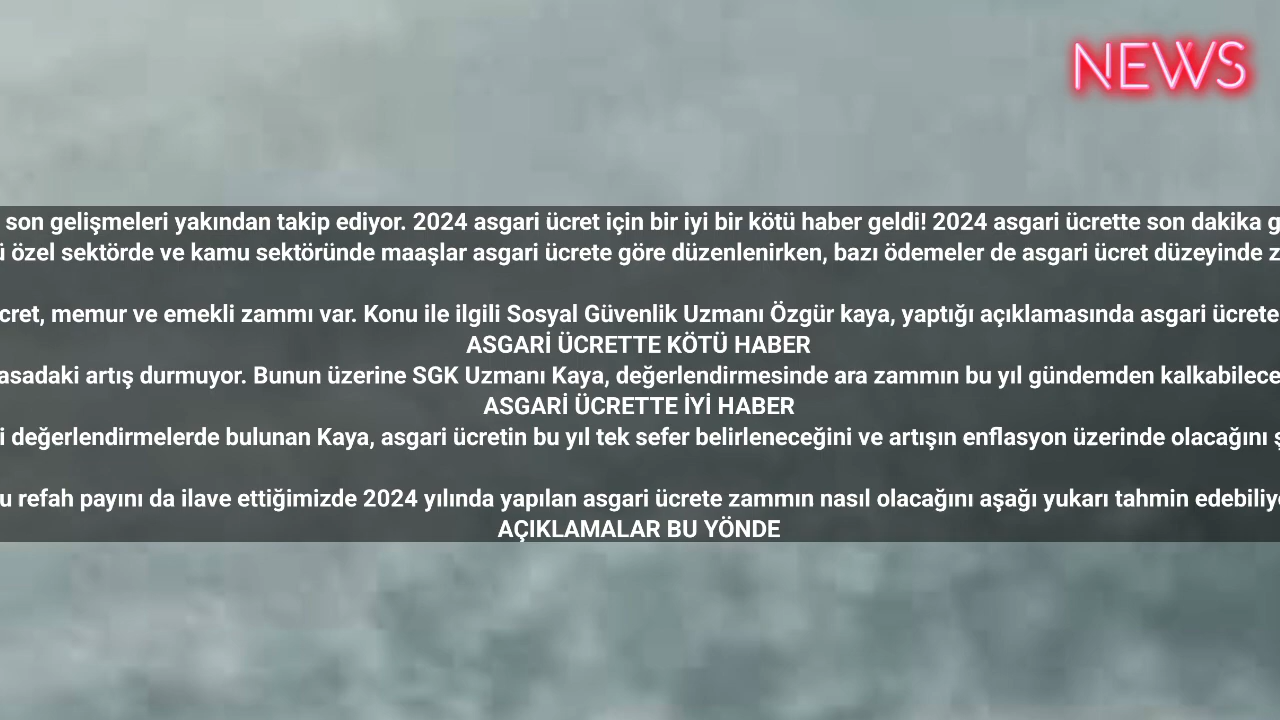 NEWS
son gelişmeleri yakından takip ediyor. 2024 asgari ücret için bir iyi bir kötü haber geldi! 2024 asgari ücrette son dakika g
özel sektörde ve kamu sektöründe maaşlar asgari ücrete göre düzenlenirken, bazı ödemeler de asgari ücret düzeyinde z
cret, memur ve emekli zammı var. Konu ile ilgili Sosyal Güvenlik Uzmanı Özgür kaya, yaptığı açıklamasında asgari ücrete
ASGARİ ÜCRETTE KÖTÜ HABER
asadaki artış durmuyor. Bunun üzerine SGK Uzmanı Kaya, değerlendirmesinde ara zammın bu yıl gündemden kalkabilece
ASGARİ ÜCRETTE İYİ HABER
i değerlendirmelerde bulunan Kaya, asgari ücretin bu yıl tek sefer belirleneceğini ve artışın enflasyon üzerinde olacağını ş
u refah payını da ilave ettiğimizde 2024 yılında yapılan asgari ücrete zammın nasıl olacağını aşağı yukarı tahmin edebiliy
AÇIKLAMALAR BU YÖNDE